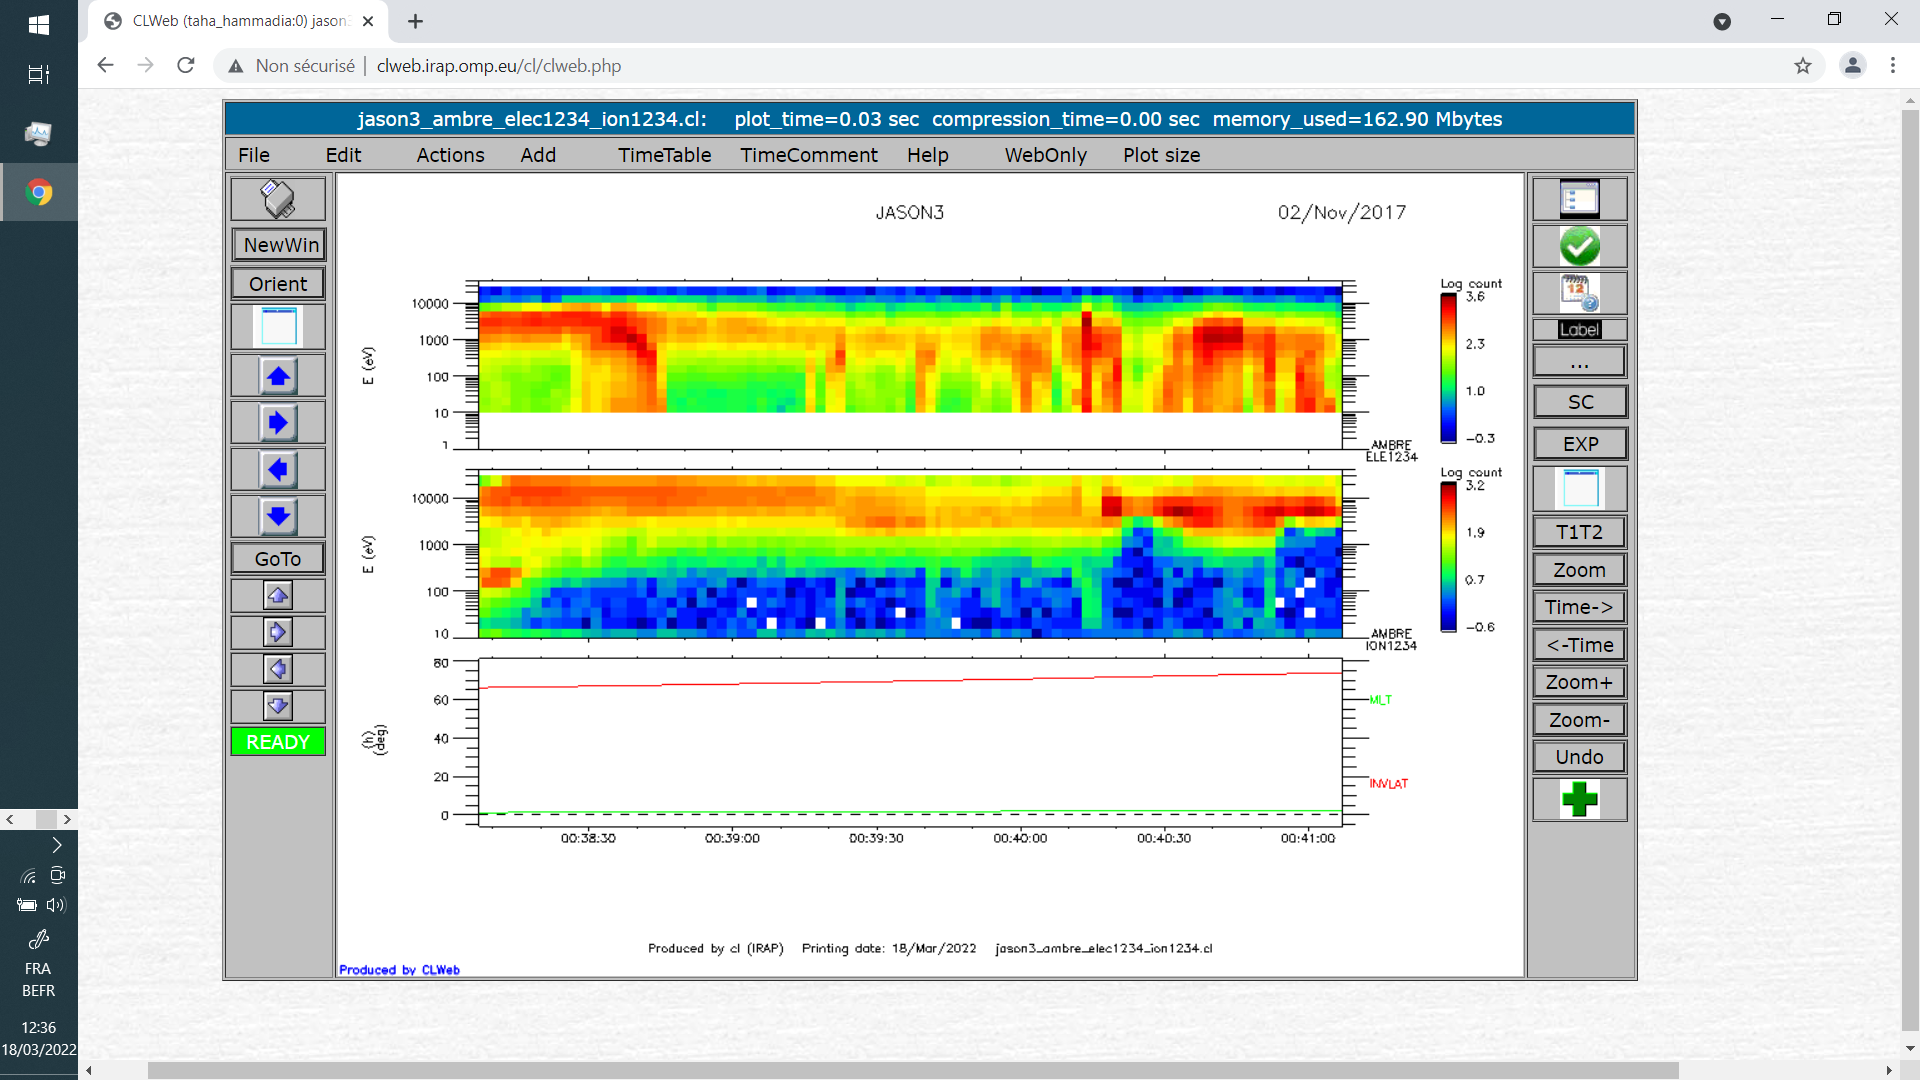 CLWeb (taha_hammadia:0) jason3
Non sécurisé | clweb.irap.omp.eu/cl/clweb.php
jason3_ambre_elec1234_ion1234.cl: plot_time=0.03 sec compression_time=0.00 sec memory_used=162.90 Mbytes
File Edit Actions Add TimeTable TimeComment Help WebOnly Plot size
NewWin
Orient
GoTo
READY
JASON3
02/Nov/2017
10000
1000
100
10
1
E (eV)
Log count
3.6
2.3
1.0
-0.3
AMBRE
ELE1234
10000
1000
100
10
E (eV)
Log count
3.2
1.9
0.7
-0.6
AMBRE
ION1234
80
60
40
20
0
(h)
(deg)
MLT
INVLAT
00:38:30 00:39:00 00:39:30 00:40:00 00:40:30 00:41:00
Produced by cl (IRAP) Printing date: 18/Mar/2022 jason3_ambre_elec1234_ion1234.cl
Produced by CLWeb
12
Label
...
SC
EXP
T1T2
Zoom
Time->
<-Time
Zoom+
Zoom-
Undo
FRA
BEFR
12:36
18/03/2022